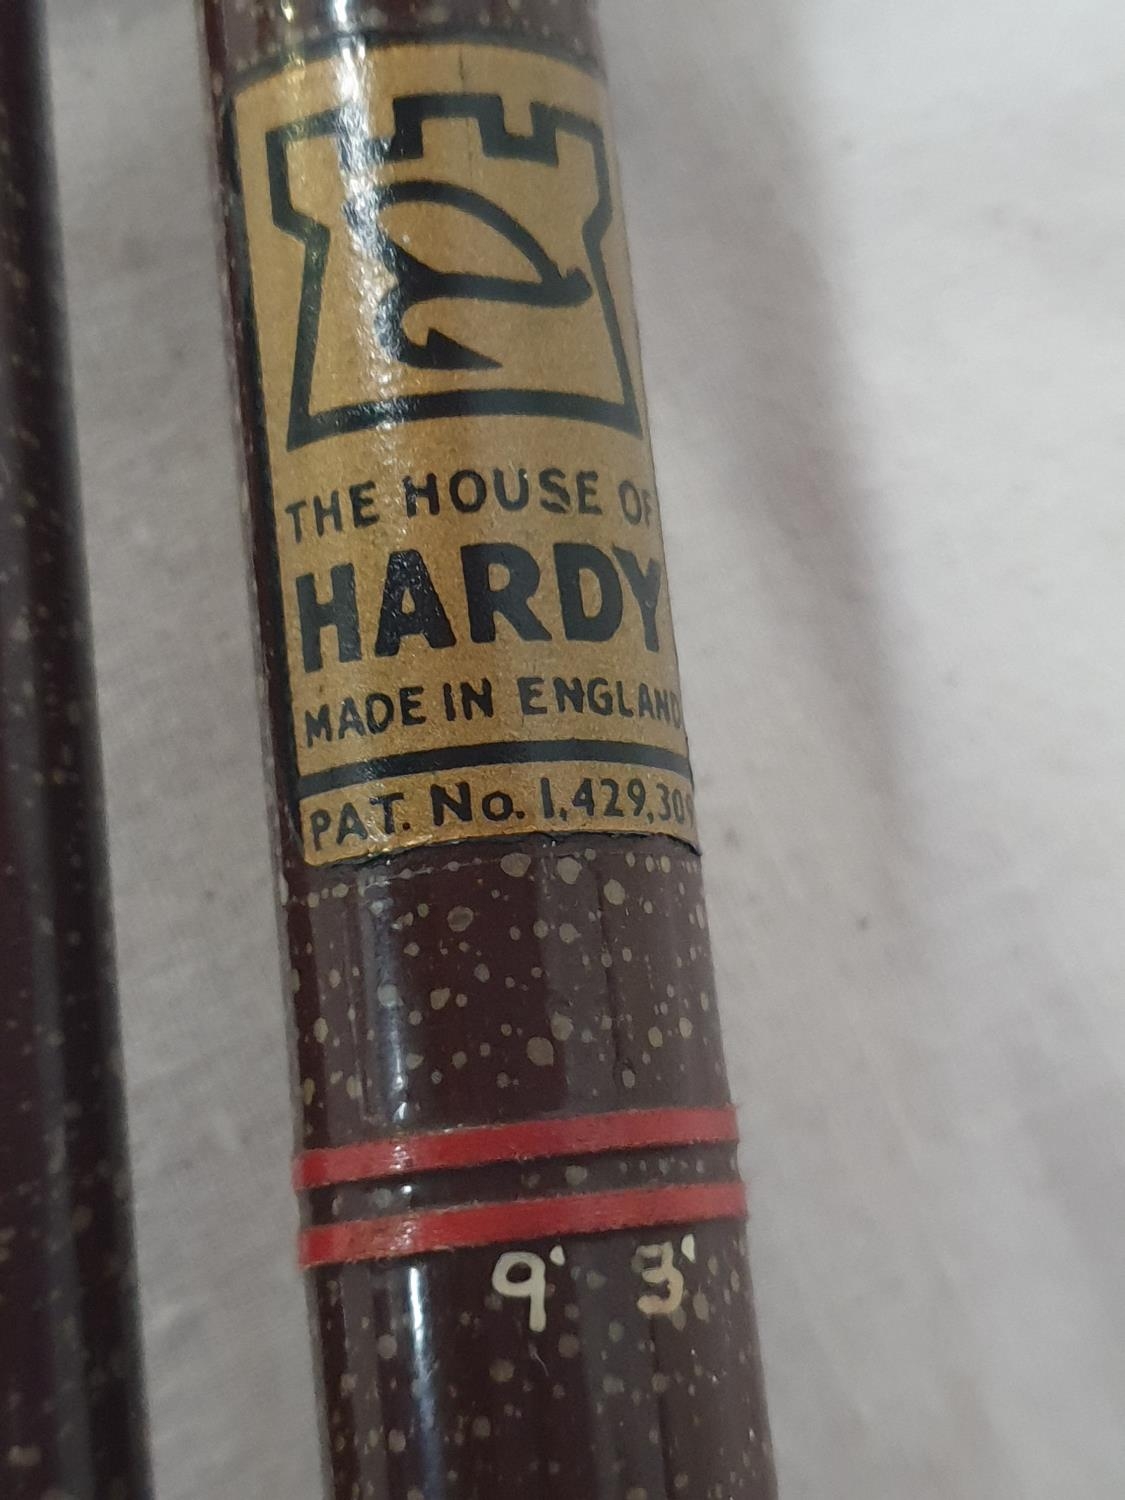 THE HOUSE OF
HARDY
MADE IN ENGLAND
PAT. No. 1,429,309
9' 3'